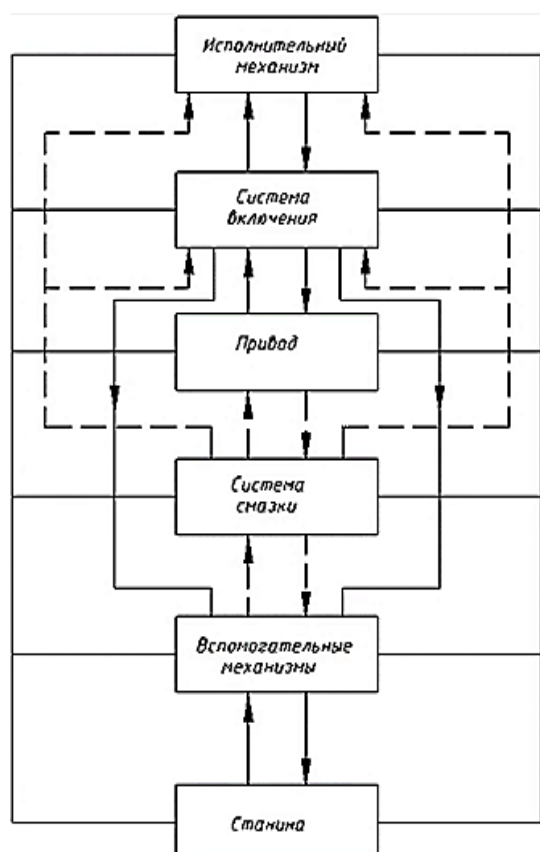 Исполнительный
механизм
Система
включения
Привод
Система
смазки
Вспомогательные
механизмы
Станина